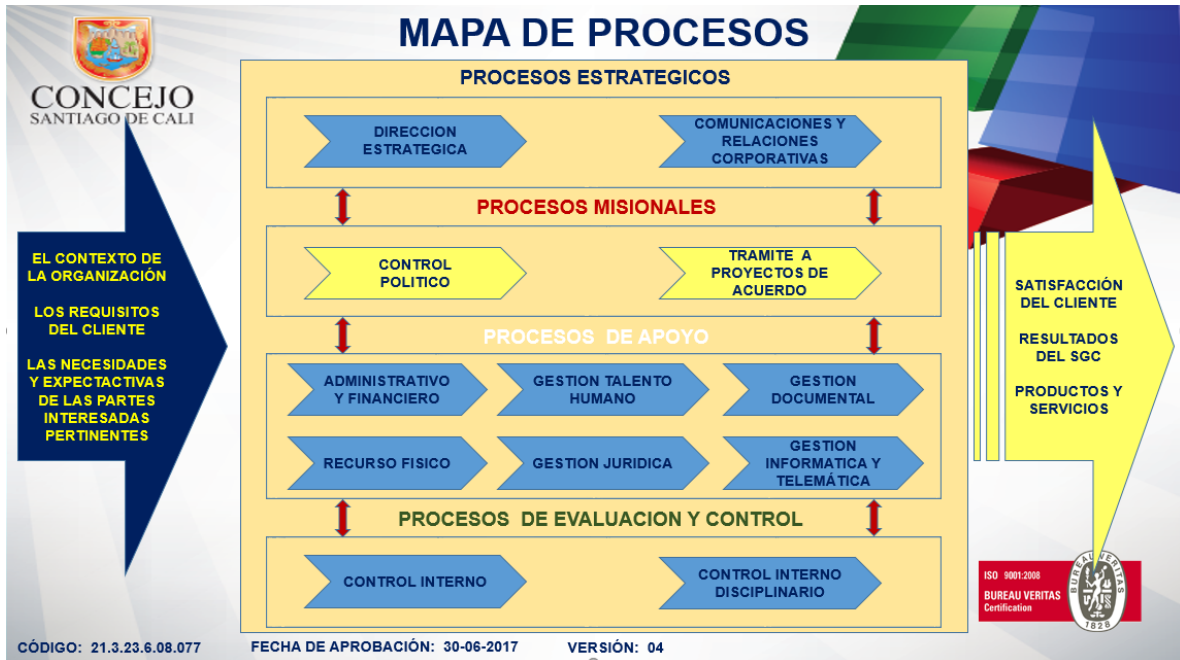 MAPA DE PROCESOS
CONCEJO
SANTIAGO DE CALI
PROCESOS ESTRATEGICOS
DIRECCION
ESTRATEGICA
COMUNICACIONES Y
RELACIONES
CORPORATIVAS
PROCESOS MISIONALES
CONTROL
POLITICO
TRAMITE A
PROYECTOS DE
ACUERDO
PROCESOS DE APOYO
ADMINISTRATIVO
Y FINANCIERO
GESTION TALENTO
HUMANO
GESTION
DOCUMENTAL
RECURSO FISICO
GESTION JURIDICA
GESTION
INFORMATICA Y
TELEMÁTICA
PROCESOS DE EVALUACION Y CONTROL
CONTROL INTERNO
CONTROL INTERNO
DISCIPLINARIO
EL CONTEXTO DE
LA ORGANIZACIÓN
LOS REQUISITOS
DEL CLIENTE
LAS NECESIDADES
Y EXPECTACTIVAS
DE LAS PARTES
INTERESADAS
PERTINENTES
SATISFACCIÓN
DEL CLIENTE
RESULTADOS
DEL SGC
PRODUCTOS Y
SERVICIOS
ISO 9001:2008
BUREAU VERITAS
Certification
BUREAU VERITAS
1828
CÓDIGO: 21.3.23.6.08.077
FECHA DE APROBACIÓN: 30-06-2017
VERSIÓN: 04